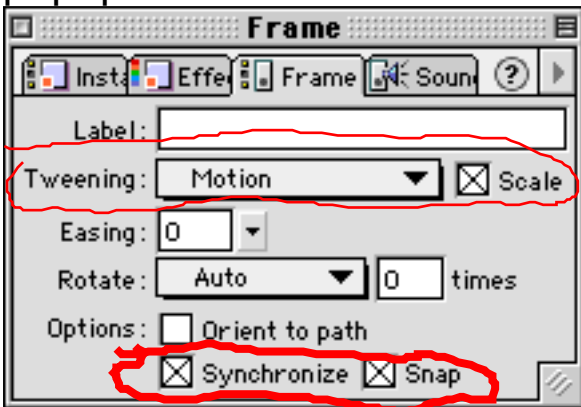 Frame
Insta Effe Frame Soun ?
Label:
Tweening: Motion Scale
Easing: 0
Rotate: Auto 0 times
Options: Orient to path
Synchronize Snap